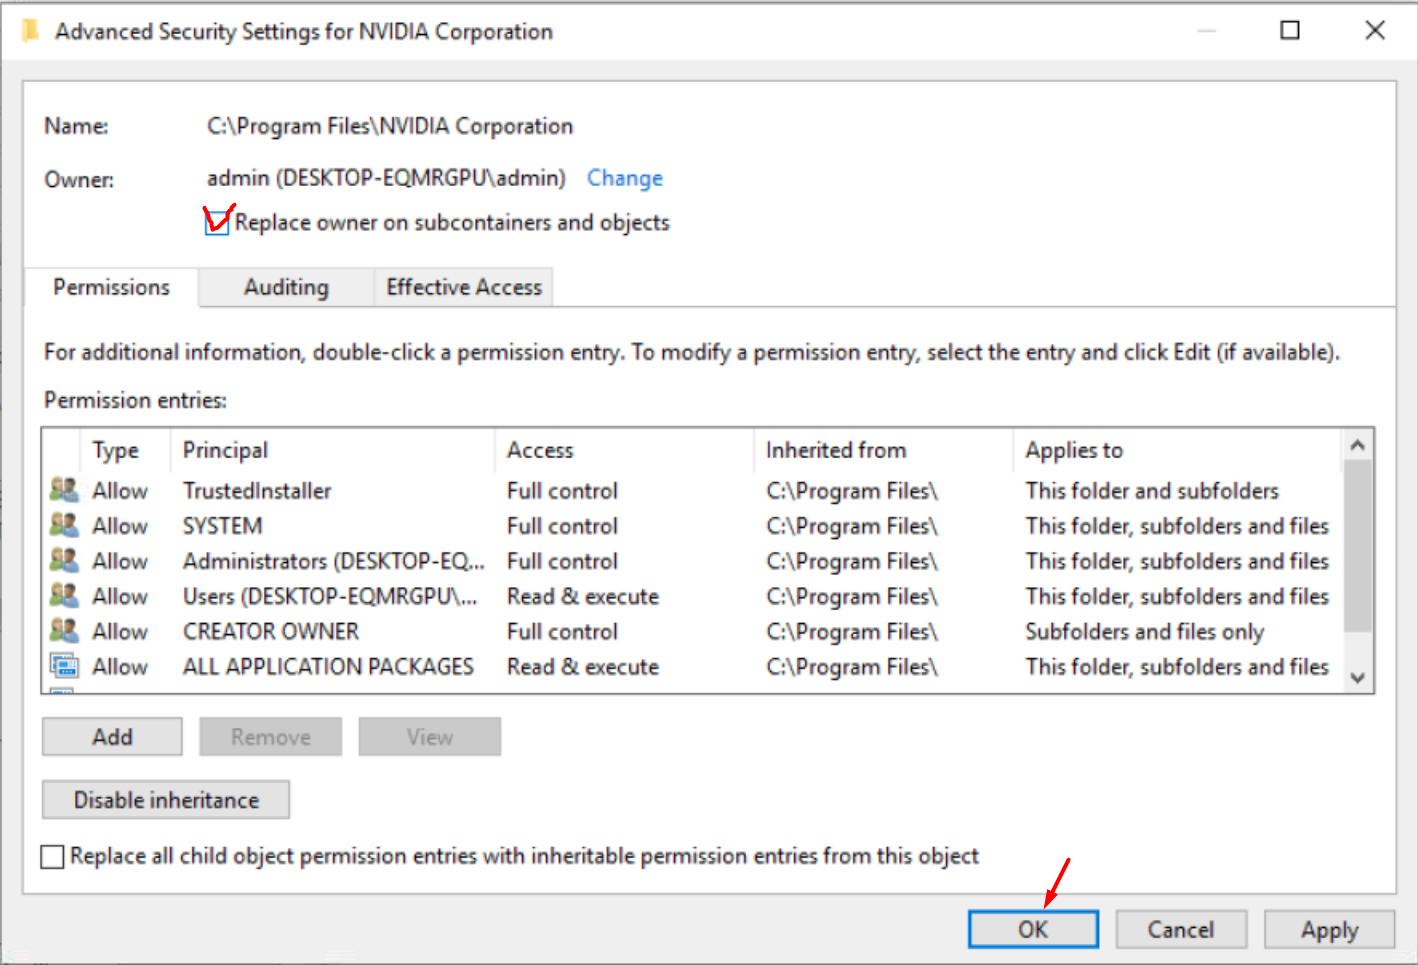 Advanced Security Settings for NVIDIA Corporation
Name: C:\Program Files\NVIDIA Corporation
Owner: admin (DESKTOP-EQMRGPU\admin) Change
Replace owner on subcontainers and objects
Permissions Auditing Effective Access
For additional information, double-click a permission entry. To modify a permission entry, select the entry and click Edit (if available).
Permission entries:
Type Principal Access Inherited from Applies to
Allow TrustedInstaller Full control C:\Program Files\ This folder and subfolders
Allow SYSTEM Full control C:\Program Files\ This folder, subfolders and files
Allow Administrators (DESKTOP-EQ... Full control C:\Program Files\ This folder, subfolders and files
Allow Users (DESKTOP-EQMRGPU\... Read & execute C:\Program Files\ This folder, subfolders and files
Allow CREATOR OWNER Full control C:\Program Files\ Subfolders and files only
Allow ALL APPLICATION PACKAGES Read & execute C:\Program Files\ This folder, subfolders and files
Add Remove View
Disable inheritance
Replace all child object permission entries with inheritable permission entries from this object
OK Cancel Apply